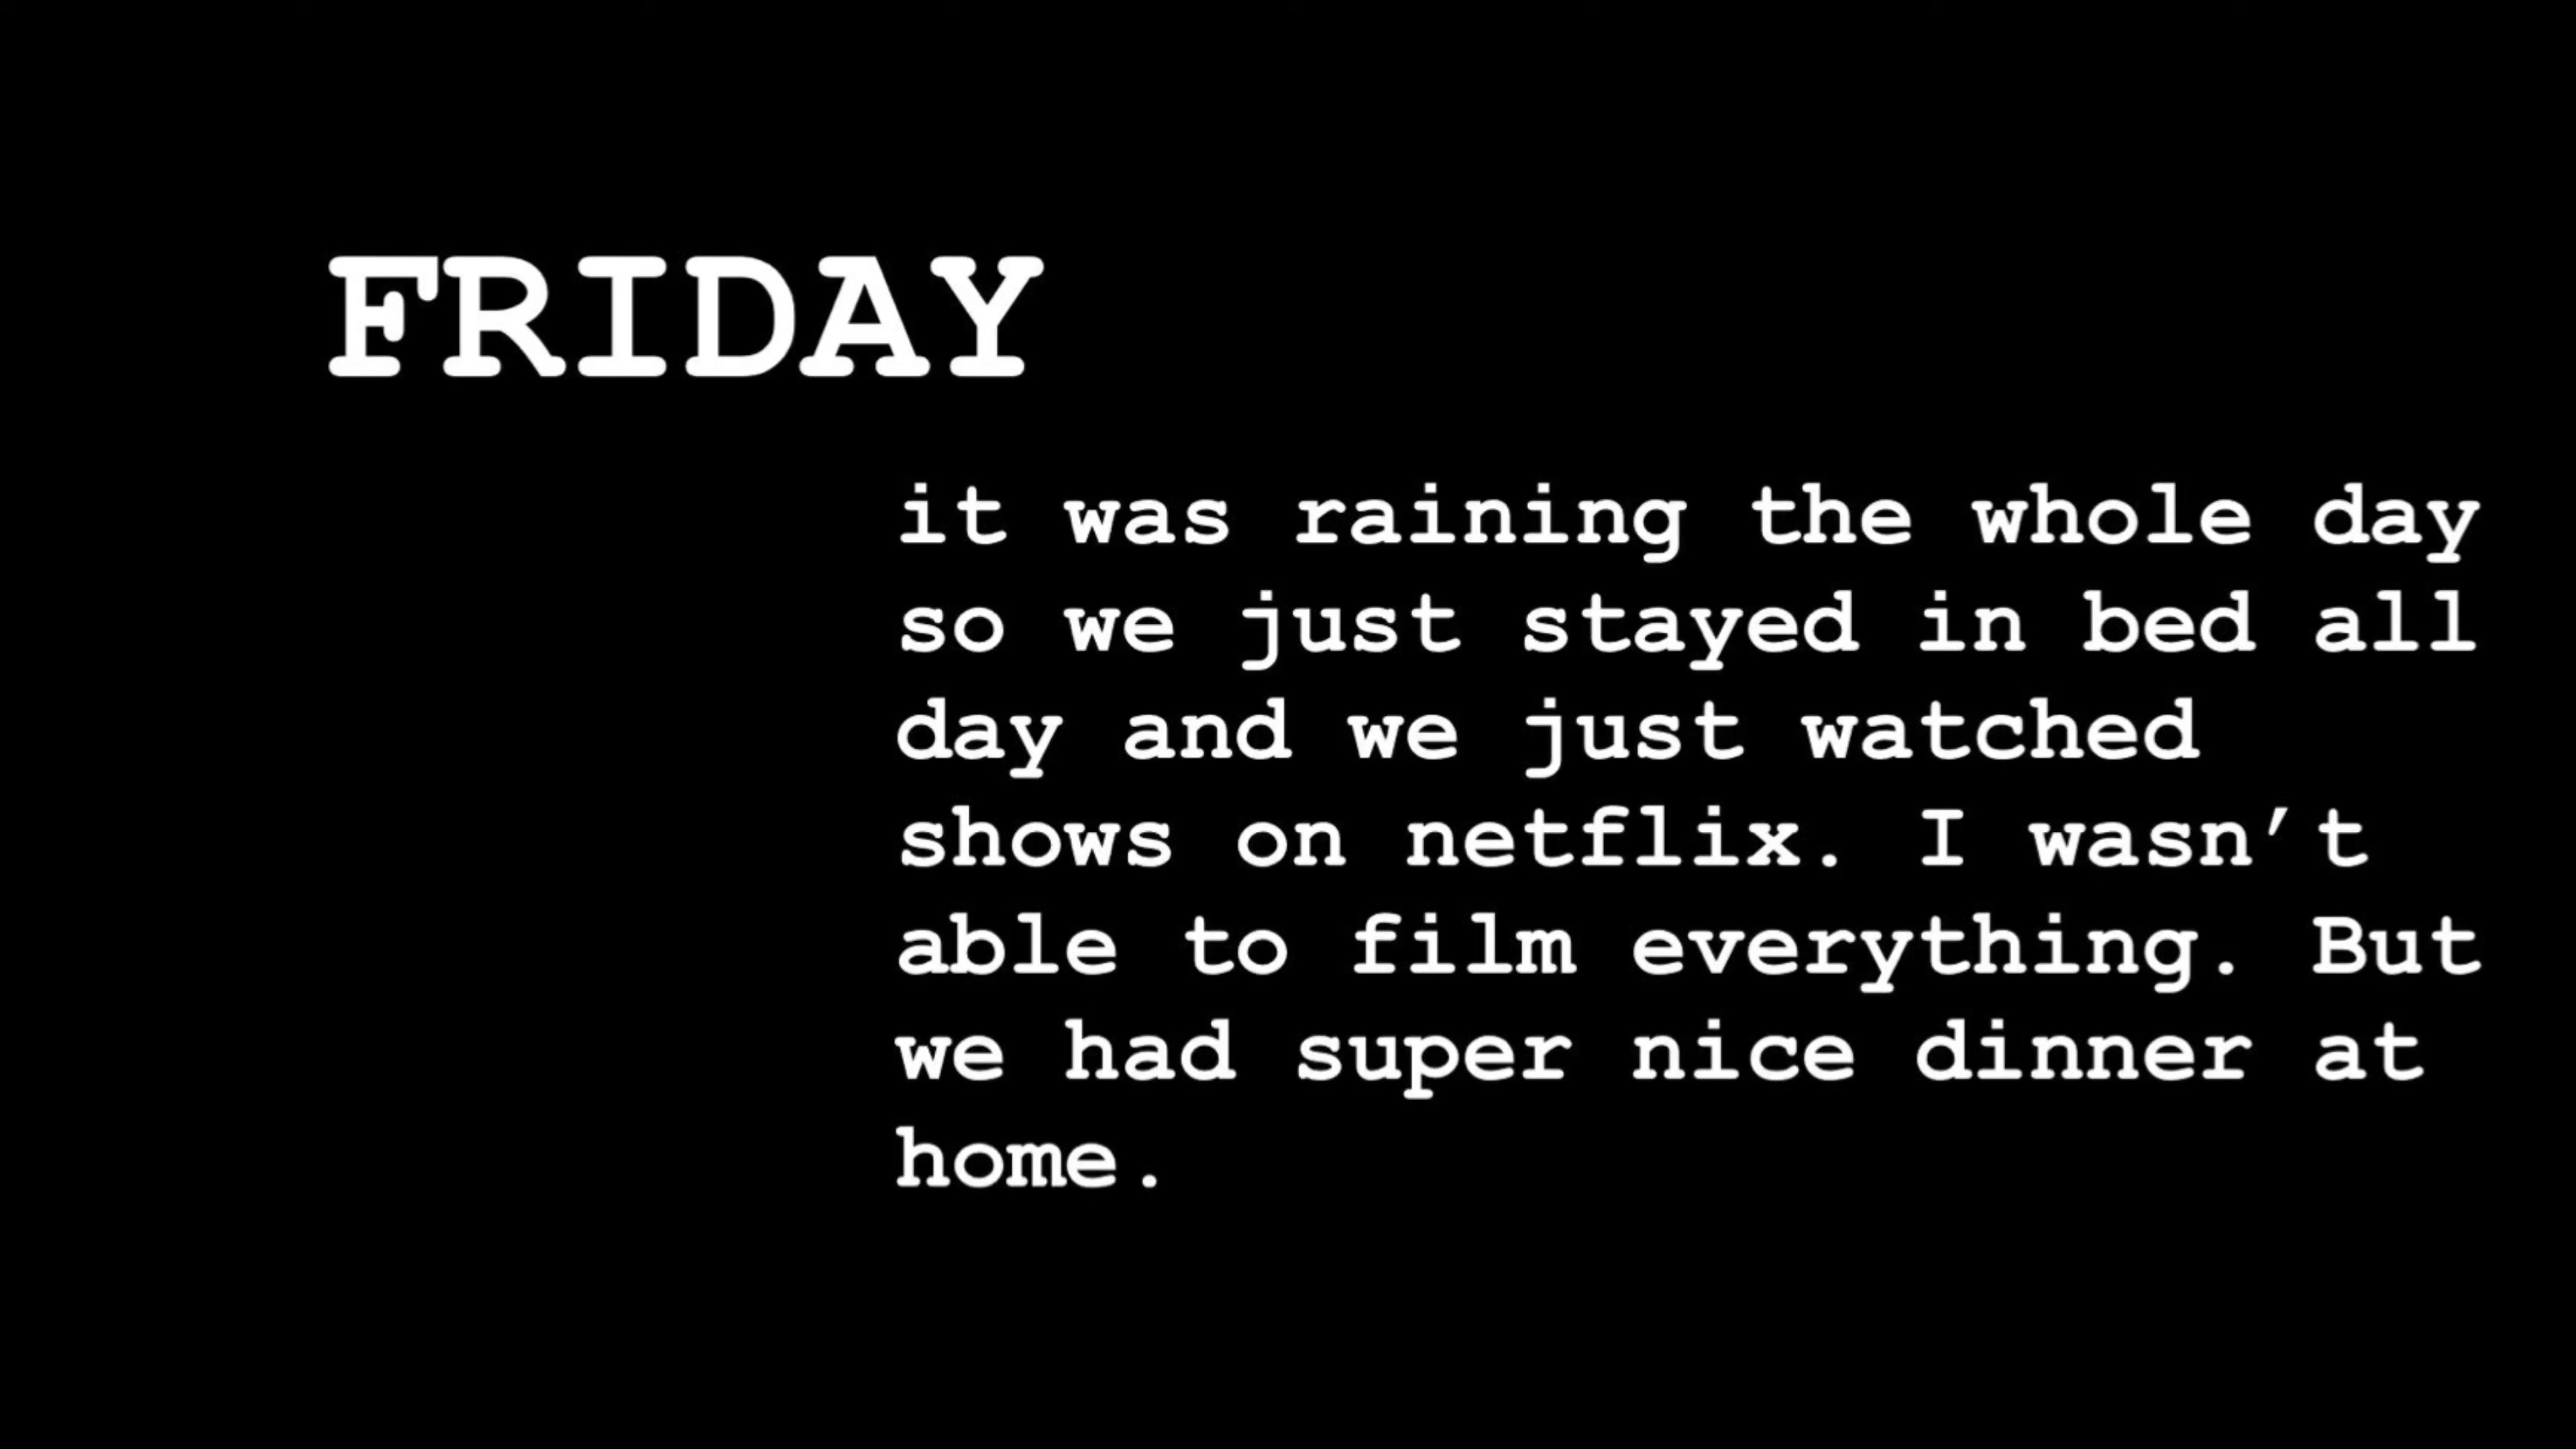 FRIDAY
it was raining the whole day
so we just stayed in bed all
day and we just watched
shows on netflix. I wasn’t
able to film everything. But
we had super nice dinner at
home.